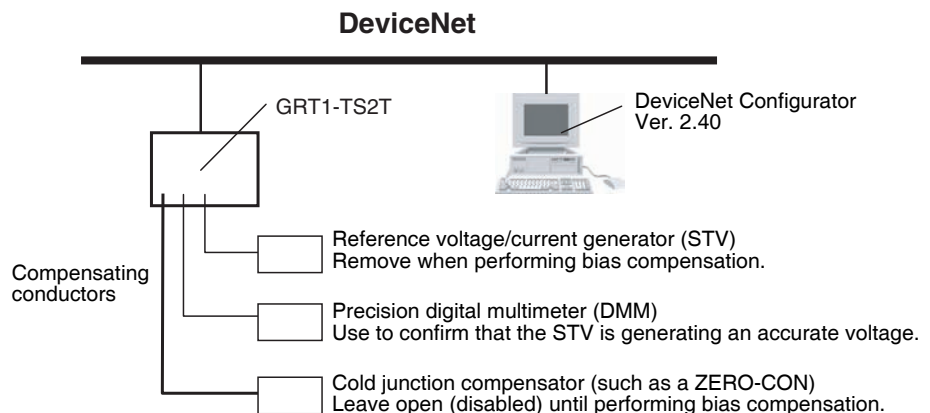 DeviceNet
GRT1-TS2T
DeviceNet Configurator
Ver. 2.40
Compensating
conductors
Reference voltage/current generator (STV)
Remove when performing bias compensation.
Precision digital multimeter (DMM)
Use to confirm that the STV is generating an accurate voltage.
Cold junction compensator (such as a ZERO-CON)
Leave open (disabled) until performing bias compensation.